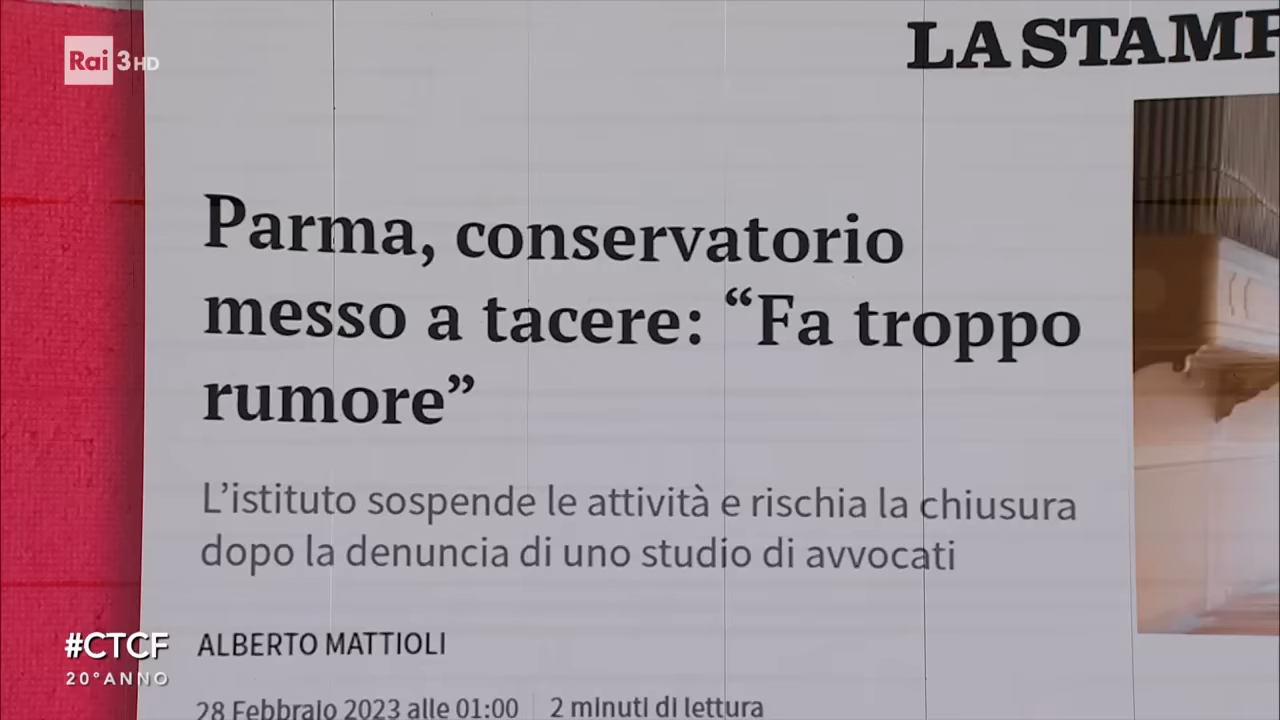 Rai 3HD
LA STAMP
Parma, conservatorio
messo a tacere: “Fa troppo
rumore”
L’istituto sospende le attività e rischia la chiusura
dopo la denuncia di uno studio di avvocati
ALBERTO MATTIOLI
28 Febbraio 2023 alle 01:00 2 minuti di lettura
#CTCF
20°ANNO